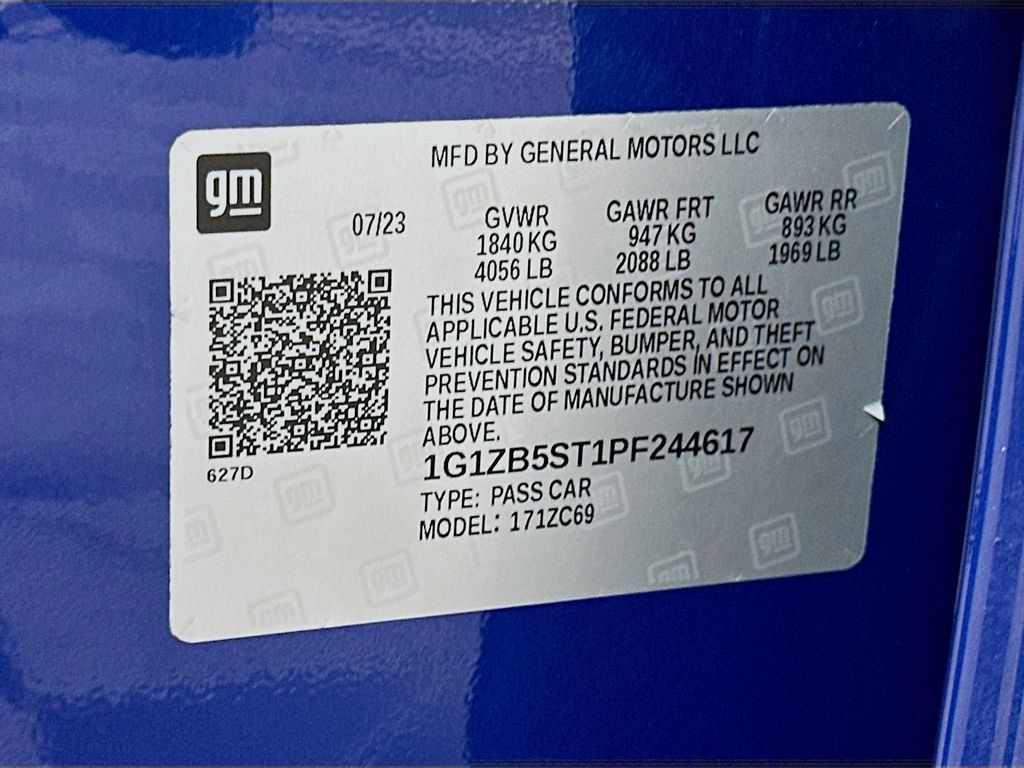 gm
MFD BY GENERAL MOTORS LLC
07/23
GVWR
1840 KG
4056 LB
GAWR FRT
947 KG
2088 LB
GAWR RR
893 KG
1969 LB
THIS VEHICLE CONFORMS TO ALL
APPLICABLE U.S. FEDERAL MOTOR
VEHICLE SAFETY, BUMPER, AND THEFT
PREVENTION STANDARDS IN EFFECT ON
THE DATE OF MANUFACTURE SHOWN
ABOVE.
1G1ZB5ST1PF244617
TYPE: PASS CAR
MODEL: 171ZC69
627D